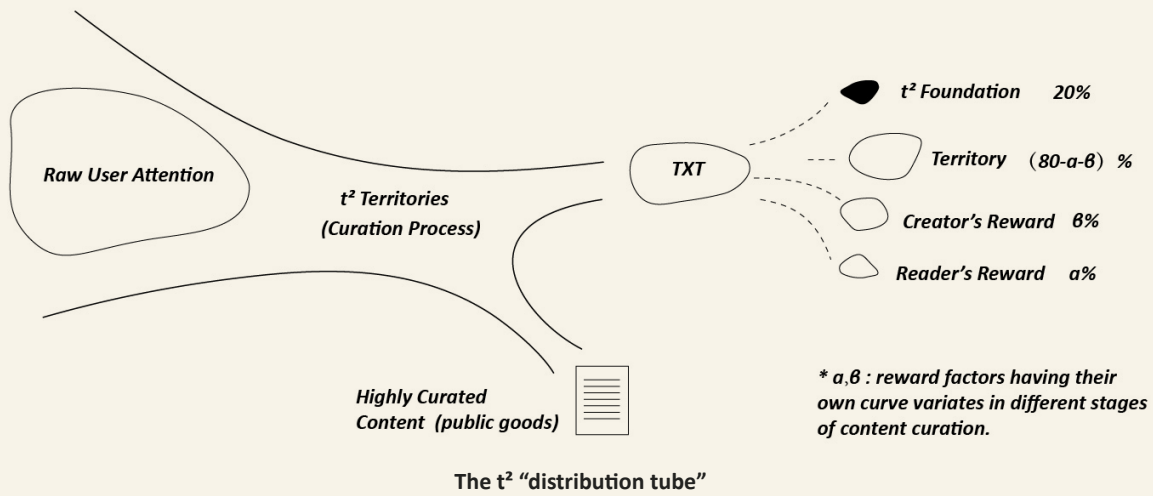 Raw User Attention
t² Territories
(Curation Process)
TXT
t² Foundation 20%
Territory (80-a-β) %
Creator's Reward β%
Reader's Reward a%
Highly Curated
Content (public goods)
* a,β : reward factors having their
own curve variates in different stages
of content curation.
The t² “distribution tube”